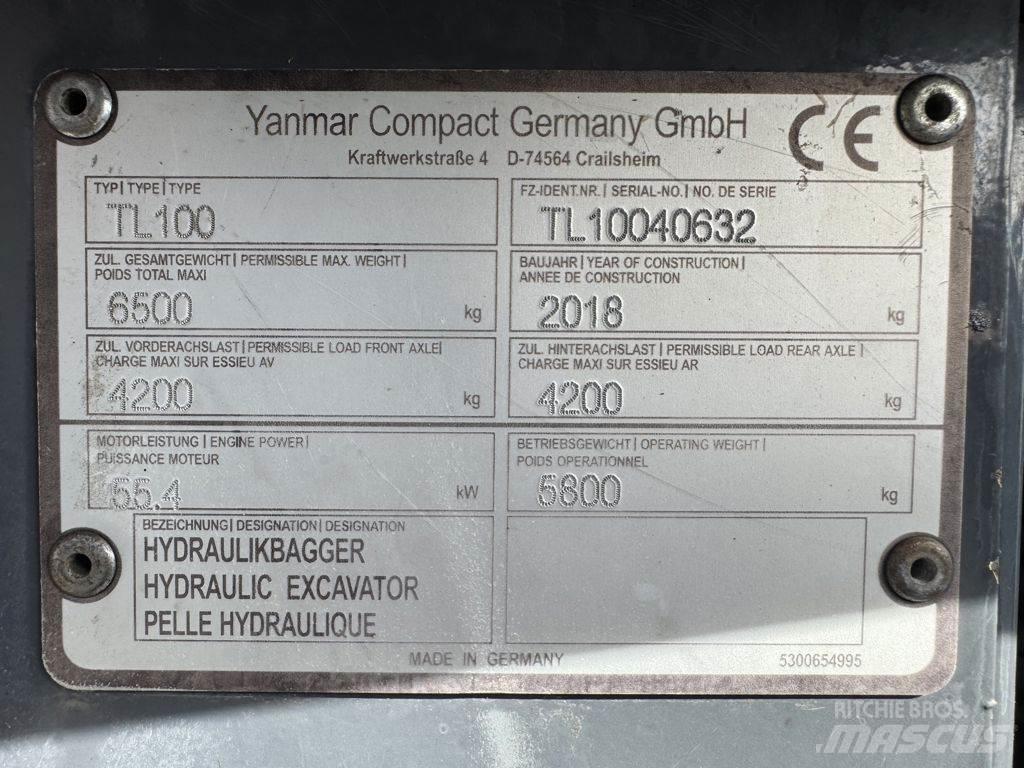 Yanmar Compact Germany GmbH
CE
Kraftwerkstraße 4 D-74564 Crailsheim
TYP | TYPE | TYPE
TL100
FZ-IDENT.NR. | SERIAL-NO. | NO. DE SERIE
TL10040632
ZUL. GESAMTGEWICHT | PERMISSIBLE MAX. WEIGHT |
POIDS TOTAL MAXI
6500 kg
BAUJAHR | YEAR OF CONSTRUCTION |
ANNEE DE CONSTRUCTION
2018 kg
ZUL. VORDERACHSLAST | PERMISSIBLE LOAD FRONT AXLE |
CHARGE MAXI SUR ESSIEU AV
4200 kg
ZUL. HINTERACHSLAST | PERMISSIBLE LOAD REAR AXLE |
CHARGE MAXI SUR ESSIEU AR
4200 kg
MOTORLEISTUNG | ENGINE POWER |
PUISSANCE MOTEUR
55.4 kW
BETRIEBSGEWICHT | OPERATING WEIGHT |
POIDS OPERATIONNEL
5800 kg
BEZEICHNUNG | DESIGNATION | DESIGNATION
HYDRAULIKBAGGER
HYDRAULIC EXCAVATOR
PELLE HYDRAULIQUE
MADE IN GERMANY 5300654995
RITCHIE BROS.
MASCUS